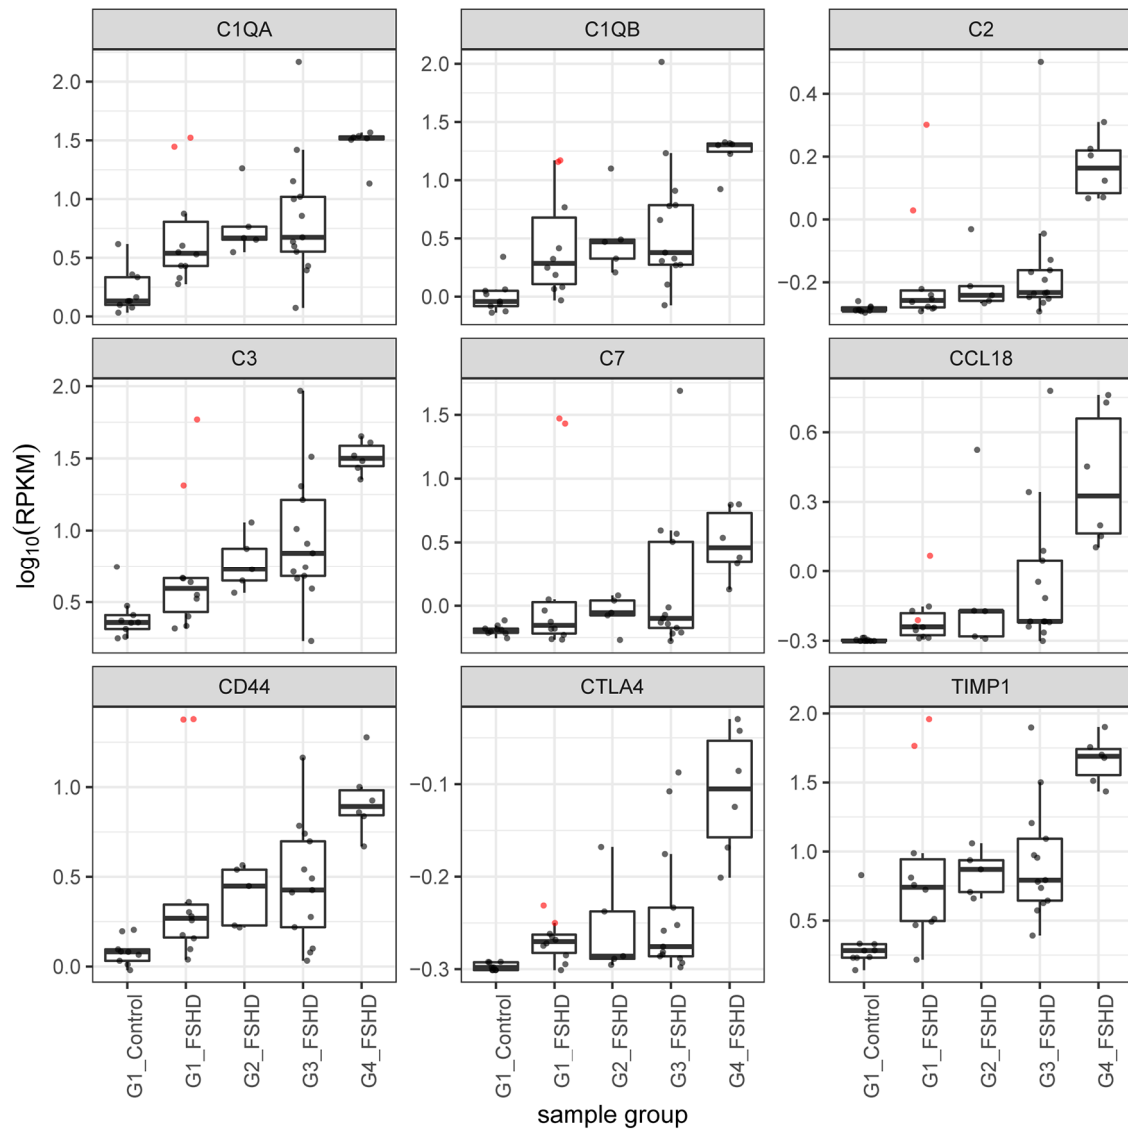 C1QA C1QB C2
2.0 1.5 1.0 0.5 0.0
2.0 1.5 1.0 0.5 0.0
0.4 0.2 0.0 −0.2
C3 C7 CCL18
2.0 1.5 1.0 0.5
1.5 1.0 0.5 0.0
0.6 0.3 0.0 −0.3
CD44 CTLA4 TIMP1
1.0 0.5 0.0
−0.1 −0.2 −0.3
2.0 1.5 1.0 0.5
log₁₀(RPKM)
G1_Control G1_FSHD G2_FSHD G3_FSHD G4_FSHD
G1_Control G1_FSHD G2_FSHD G3_FSHD G4_FSHD
G1_Control G1_FSHD G2_FSHD G3_FSHD G4_FSHD
sample group